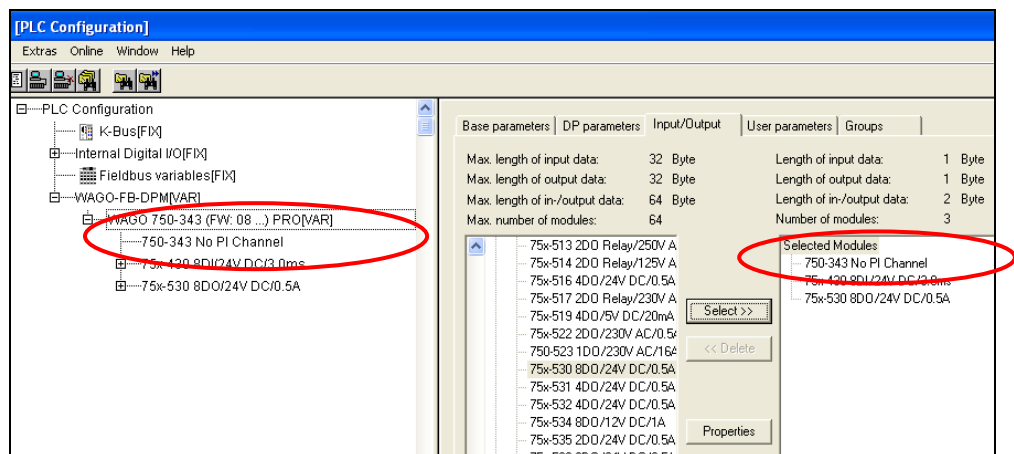 [PLC Configuration]
Extras Online Window Help
PLC Configuration
K-Bus[FIX]
Internal Digital I/O[FIX]
Fieldbus variables[FIX]
WAGO-FB-DPM[VAR]
WAGO 750-343 (FW: 08 ...) PRO[VAR]
750-343 No PI Channel
75x-430 8DI/24V DC/3.0ms
75x-530 8DO/24V DC/0.5A
Base parameters DP parameters Input/Output User parameters Groups
Max. length of input data: 32 Byte
Max. length of output data: 32 Byte
Max. length of in-/output data: 64 Byte
Max. number of modules: 64
Length of input data: 1 Byte
Length of output data: 1 Byte
Length of in-/output data: 2 Byte
Number of modules: 3
75x-513 2DO Relay/250V A
75x-514 2DO Relay/125V A
75x-516 4DO/24V DC/0.5A
75x-517 2DO Relay/230V A
75x-519 4DO/5V DC/20mA
75x-522 2DO/230V AC/0.5
750-523 1DO/230V AC/16A
75x-530 8DO/24V DC/0.5A
75x-531 4DO/24V DC/0.5A
75x-532 4DO/24V DC/0.5A
75x-534 8DO/12V DC/1A
75x-535 2DO/24V DC/0.5A
Select >>
<< Delete
Properties
Selected Modules
750-343 No PI Channel
75x-430 8DI/24V DC/3.0ms
75x-530 8DO/24V DC/0.5A